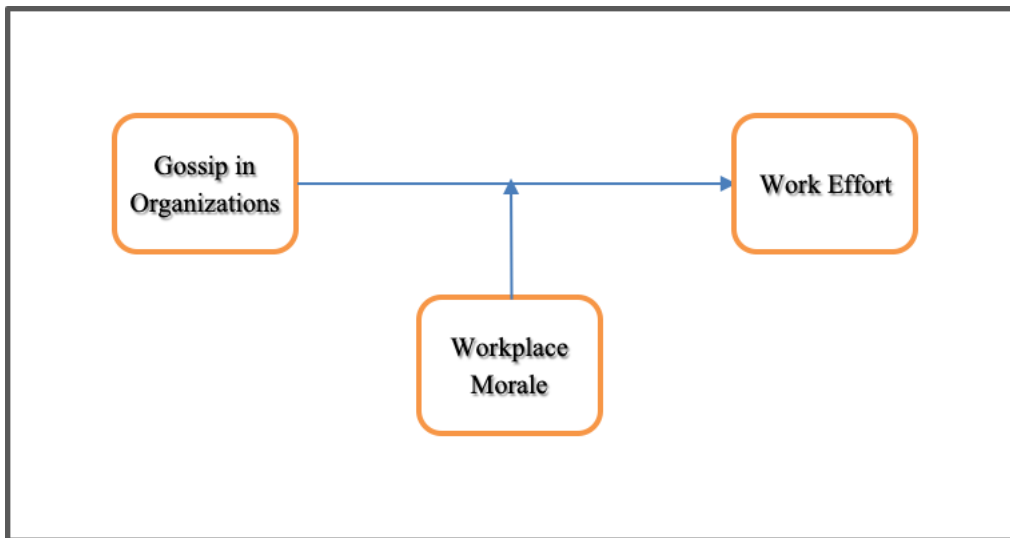 Gossip in
Organizations
Work Effort
Workplace
Morale